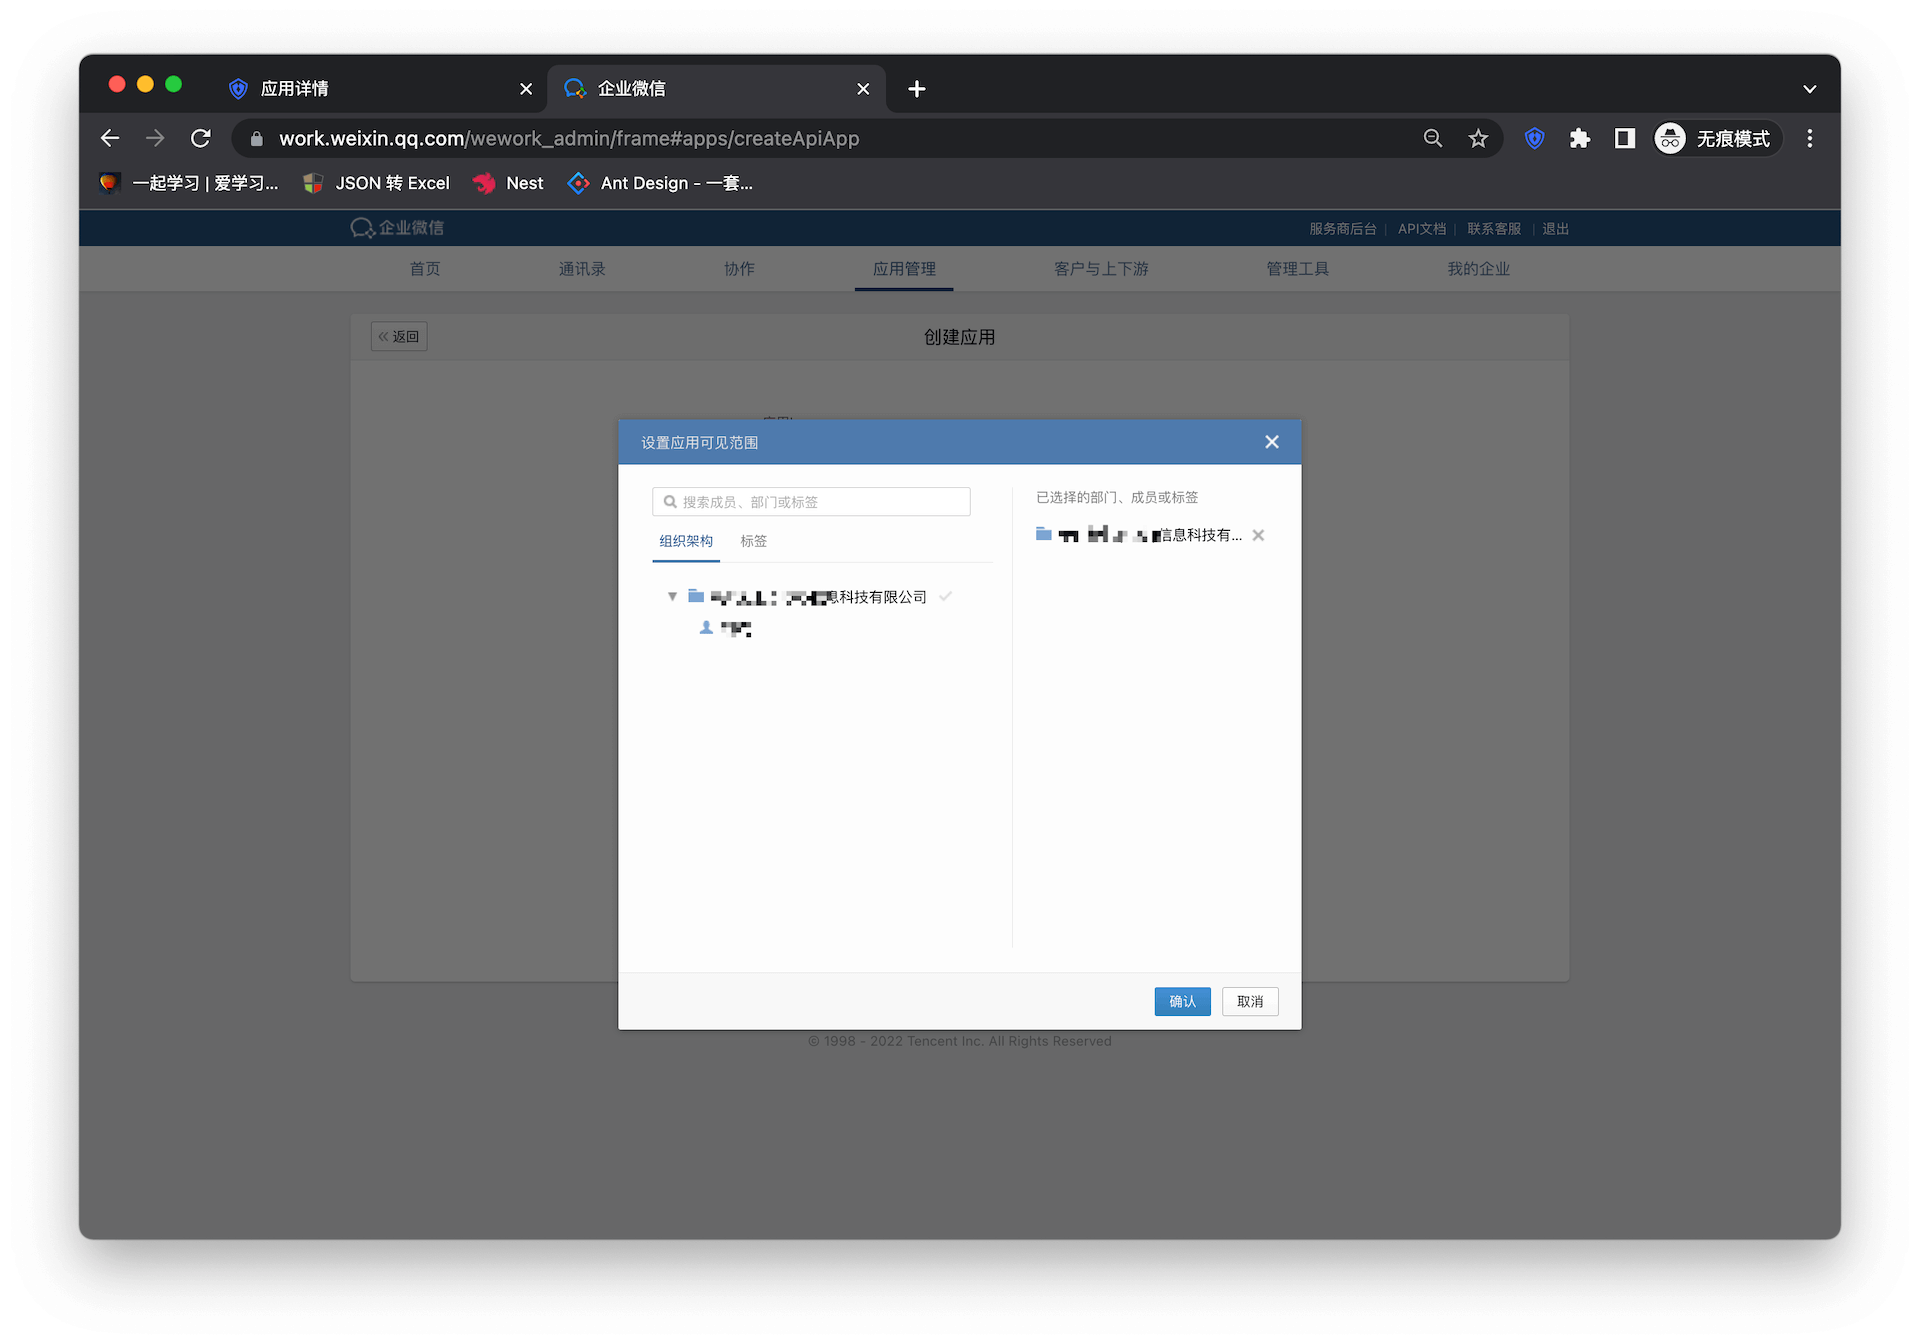 应用详情
企业微信
work.weixin.qq.com/wework_admin/frame#apps/createApiApp
无痕模式
一起学习 | 爱学习...
JSON 转 Excel
Nest
Ant Design - 一套...
企业微信
服务商后台 | API文档 | 联系客服 | 退出
首页
通讯录
协作
应用管理
客户与上下游
管理工具
我的企业
« 返回
创建应用
设置应用可见范围
搜索成员、部门或标签
组织架构
标签
息科技有限公司
已选择的部门、成员或标签
信息科技有...
确认
取消
© 1998 - 2022 Tencent Inc. All Rights Reserved